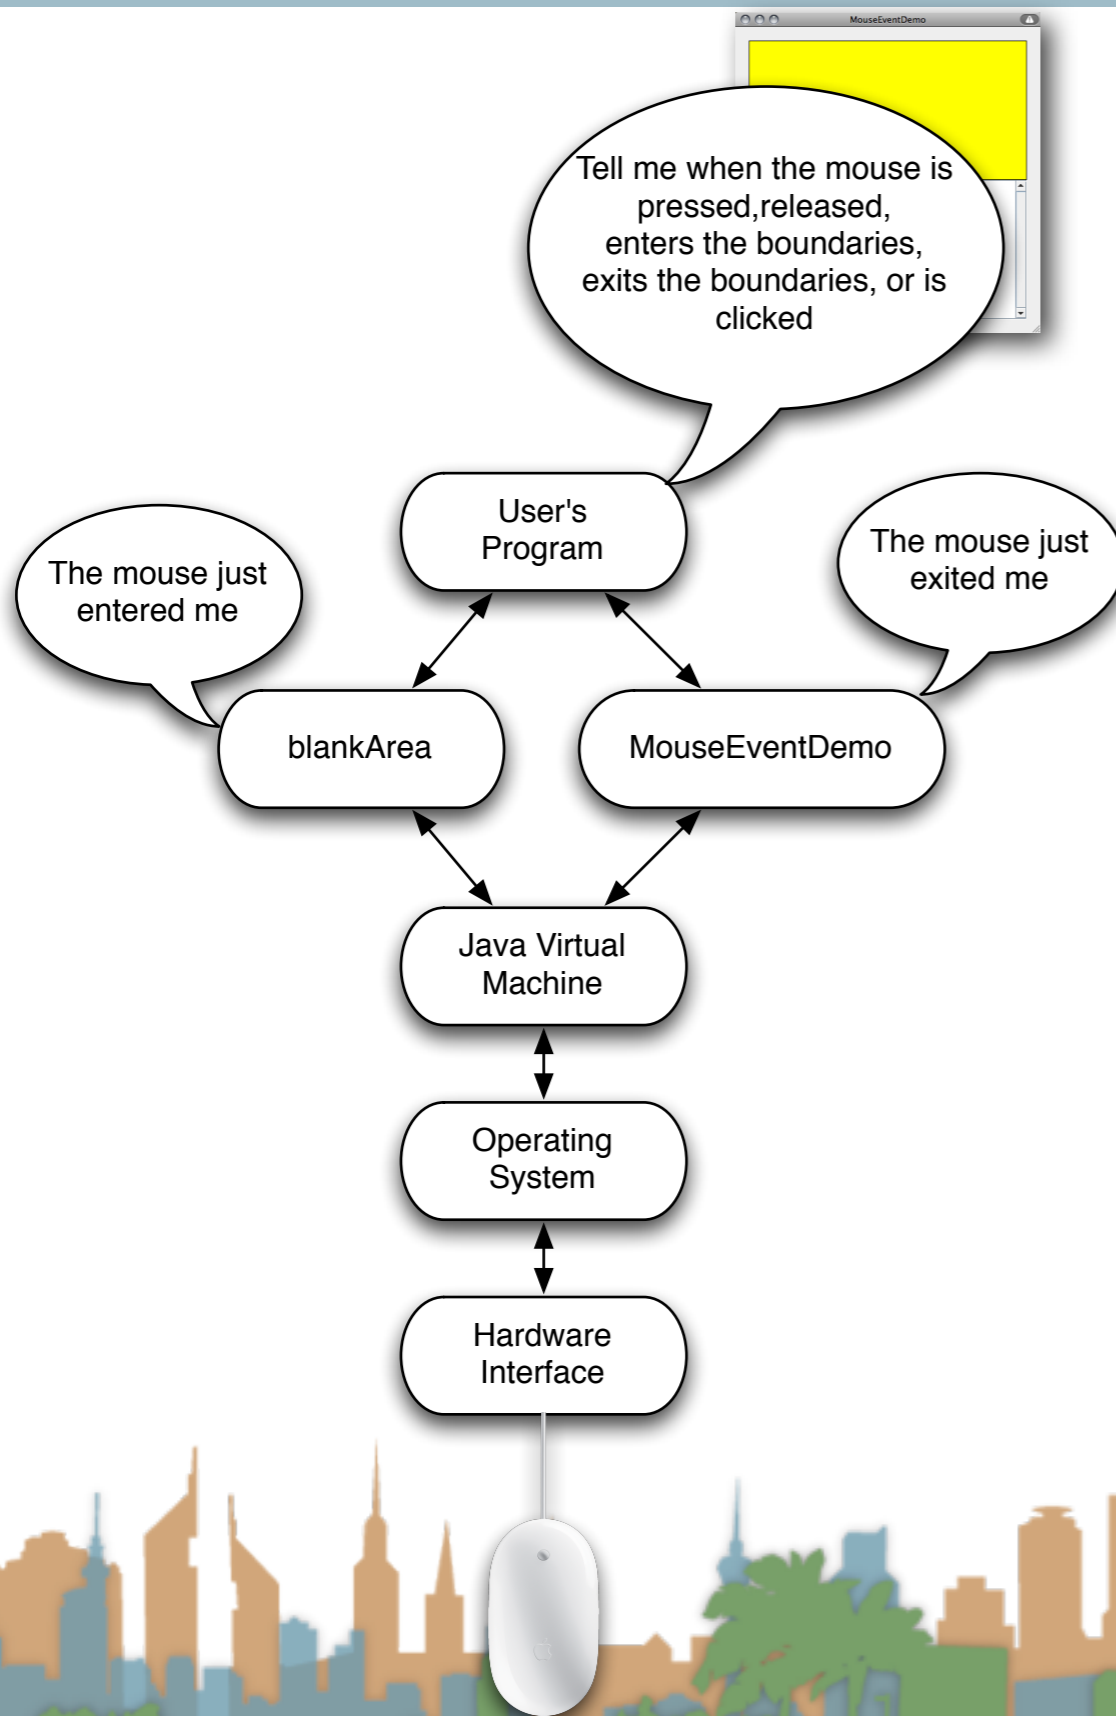 MouseEventDemo
Tell me when the mouse is
pressed,released,
enters the boundaries,
exits the boundaries, or is
clicked
User's
Program
The mouse just
entered me
The mouse just
exited me
blankArea
MouseEventDemo
Java Virtual
Machine
Operating
System
Hardware
Interface